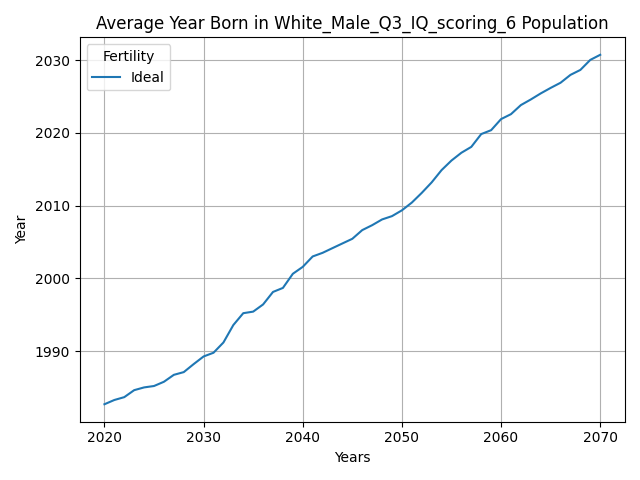 Average Year Born in White_Male_Q3_IQ_scoring_6 Population
Fertility
Ideal
2030
2020
2010
2000
1990
Year
2020 2030 2040 2050 2060 2070
Years